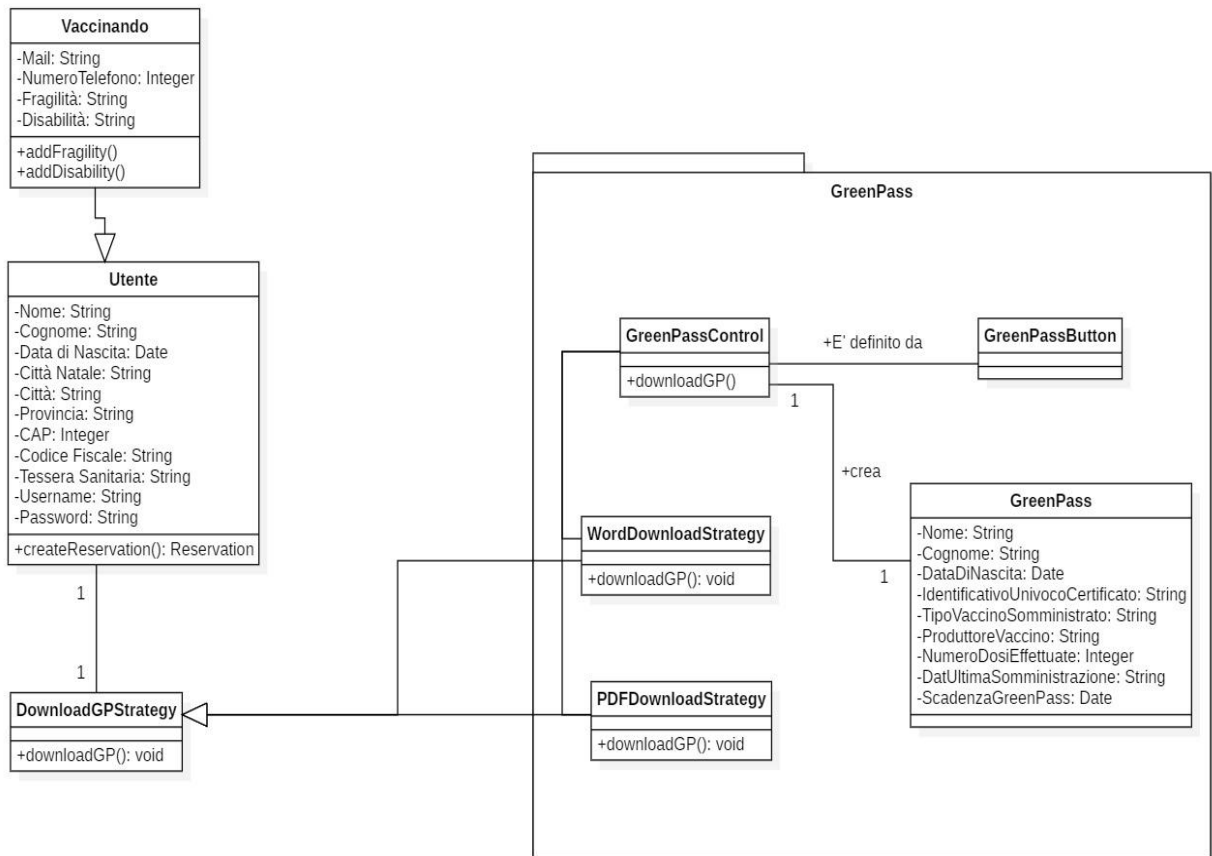 Vaccinando
-Mail: String
-NumeroTelefono: Integer
-Fragilità: String
-Disabilità: String
+addFragility()
+addDisability()
Utente
-Nome: String
-Cognome: String
-Data di Nascita: Date
-Città Natale: String
-Città: String
-Provincia: String
-CAP: Integer
-Codice Fiscale: String
-Tessera Sanitaria: String
-Username: String
-Password: String
+createReservation(): Reservation
1
1
DownloadGPStrategy
+downloadGP(): void
GreenPass
GreenPassControl
+downloadGP()
+E' definito da
GreenPassButton
1
+crea
1
WordDownloadStrategy
+downloadGP(): void
PDFDownloadStrategy
+downloadGP(): void
GreenPass
-Nome: String
-Cognome: String
-DataDiNascita: Date
-IdentificativoUnivocoCertificato: String
-TipoVaccinoSomministrato: String
-ProduttoreVaccino: String
-NumeroDosiEffettuate: Integer
-DatUltimaSomministrazione: String
-ScadenzaGreenPass: Date